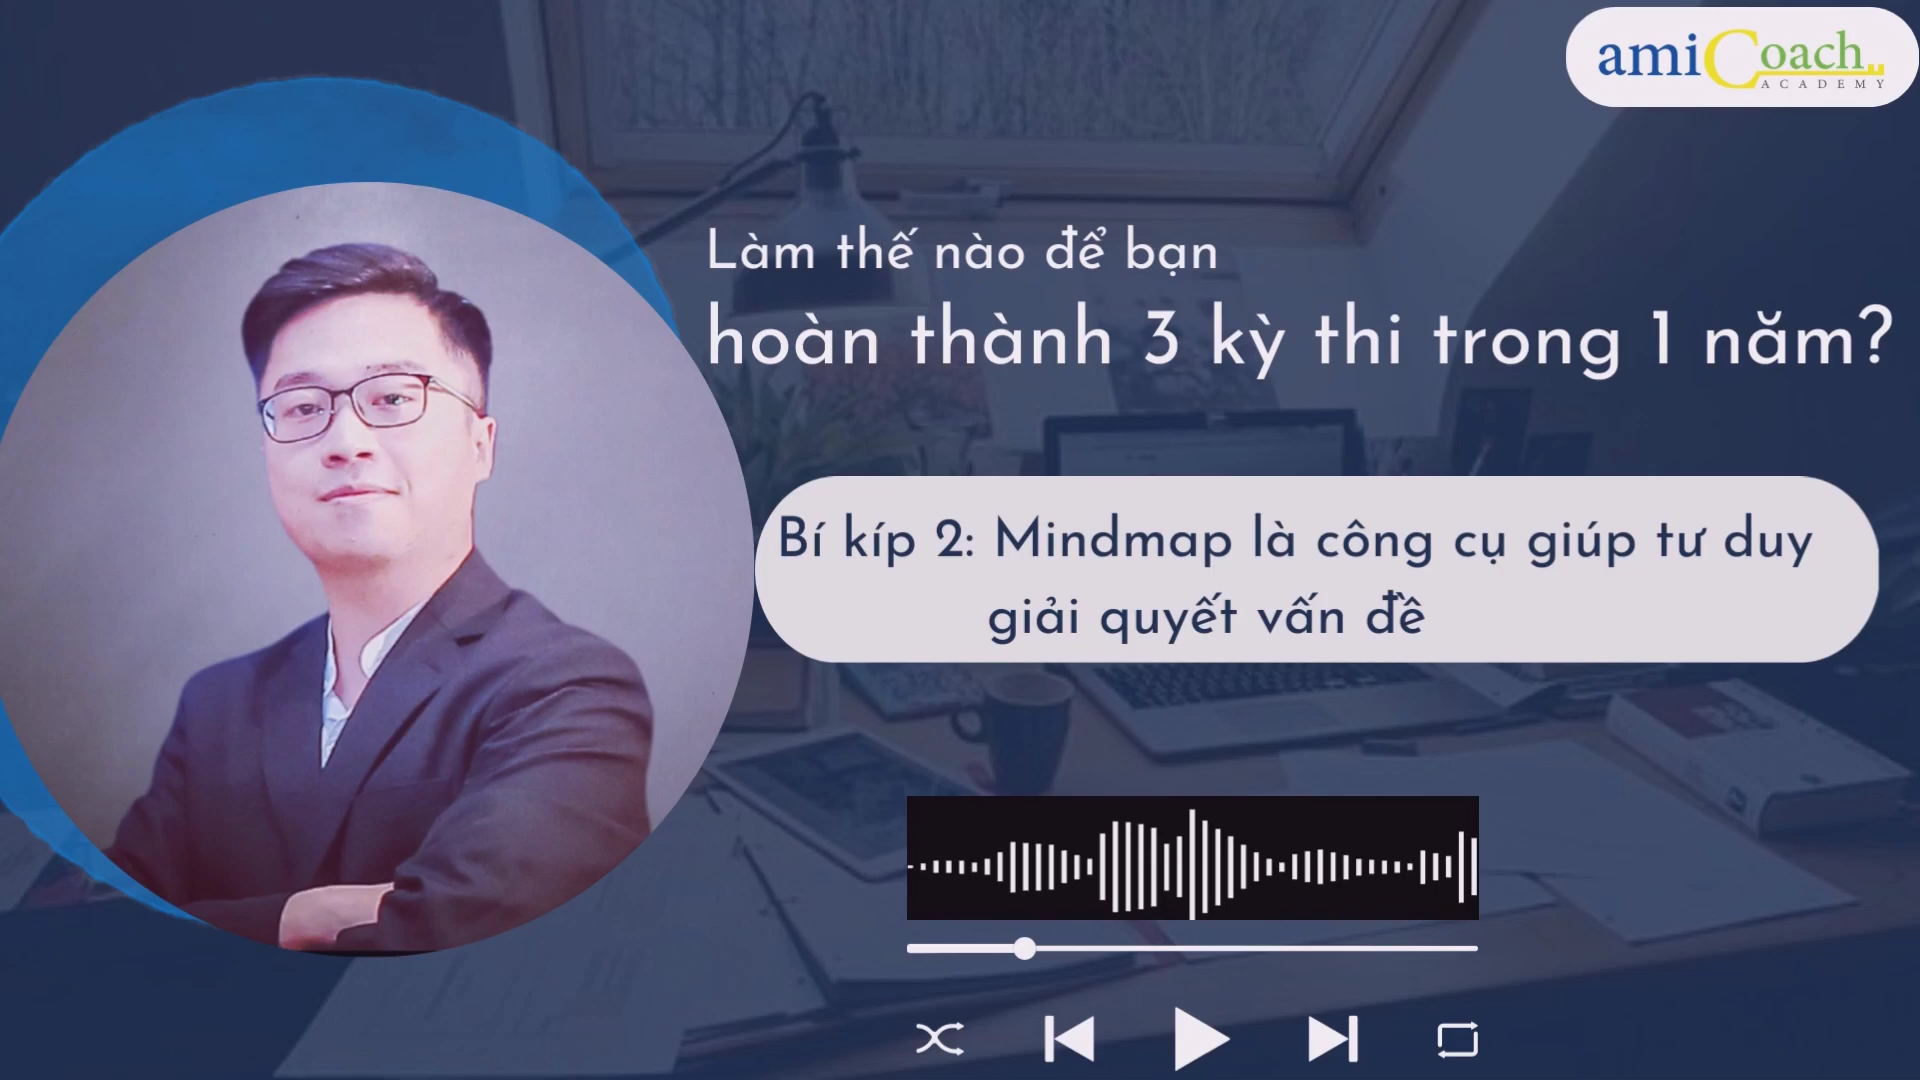 amiCoach
ACADEMY
Làm thế nào để bạn
hoàn thành 3 kỳ thi trong 1 năm?
Bí kíp 2: Mindmap là công cụ giúp tư duy
giải quyết vấn đề